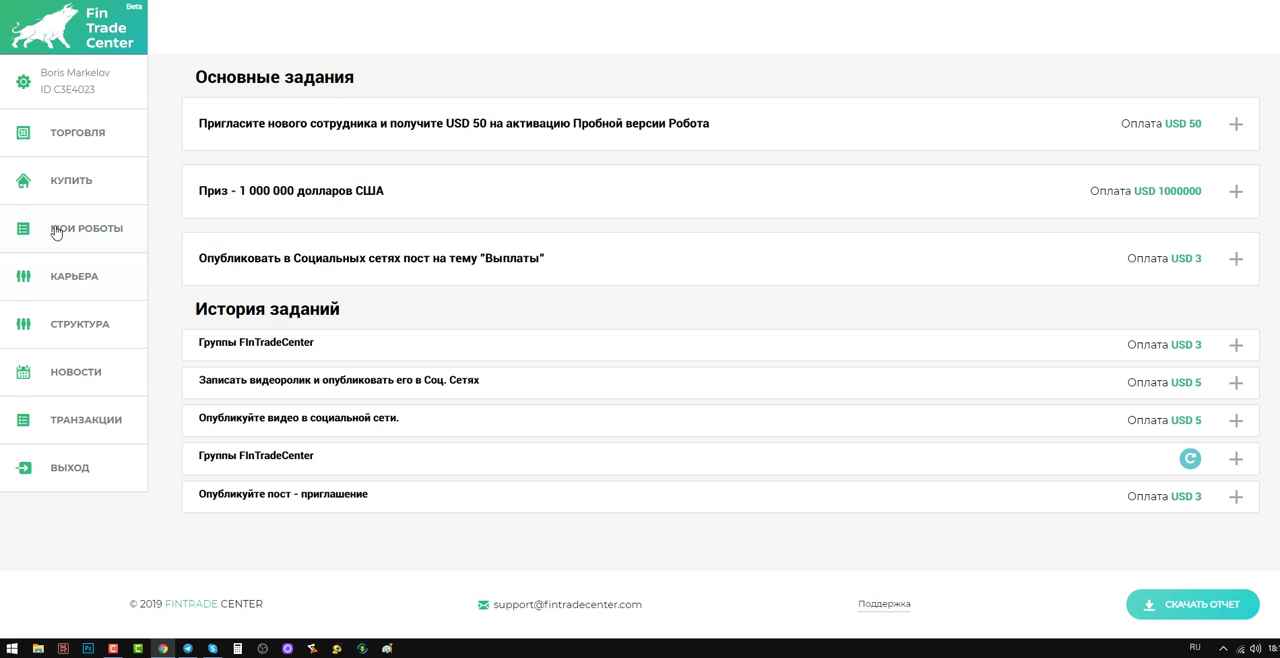 Beta
Fin
Trade
Center
Boris Markelov
ID C3E4023
ТОРГОВЛЯ
КУПИТЬ
МОИ РОБОТЫ
КАРЬЕРА
СТРУКТУРА
НОВОСТИ
ТРАНЗАКЦИИ
ВЫХОД
Основные задания
Пригласите нового сотрудника и получите USD 50 на активацию Пробной версии Робота Оплата USD 50
Приз - 1 000 000 долларов США Оплата USD 1000000
Опубликовать в Социальных сетях пост на тему "Выплаты" Оплата USD 3
История заданий
Группы FInTradeCenter Оплата USD 3
Записать видеоролик и опубликовать его в Соц. Сетях Оплата USD 5
Опубликуйте видео в социальной сети. Оплата USD 5
Группы FInTradeCenter
Опубликуйте пост - приглашение Оплата USD 3
© 2019 FINTRADE CENTER support@fintradecenter.com Поддержка СКАЧАТЬ ОТЧЕТ
RU